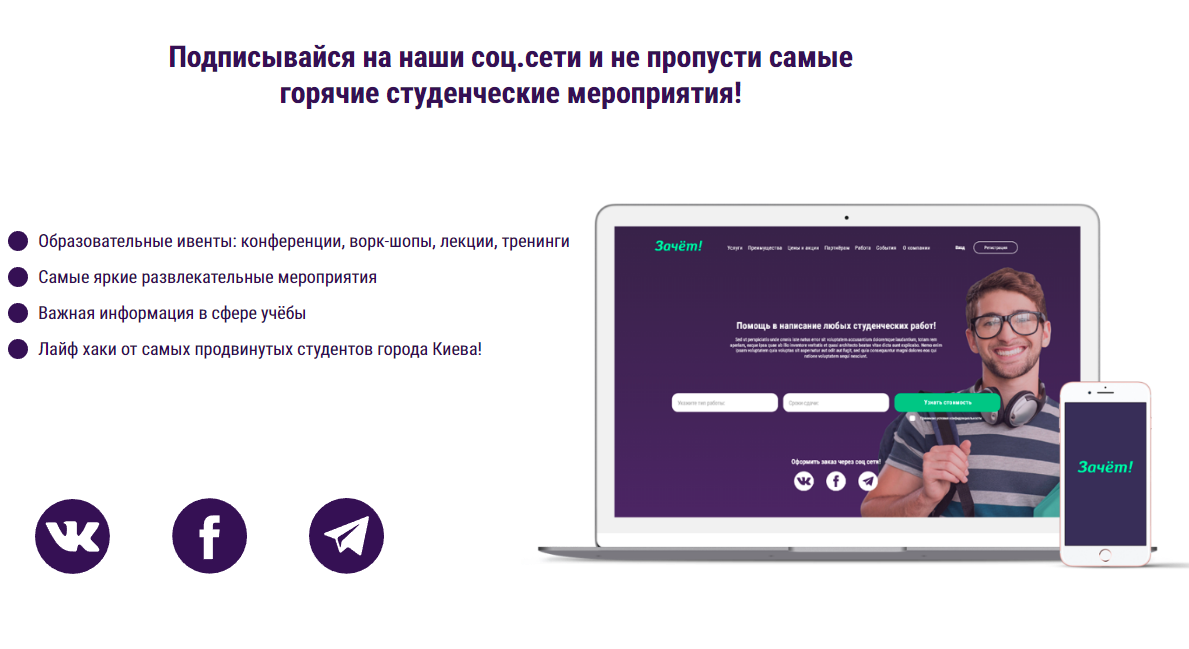 Подписывайся на наши соц.сети и не пропусти самые
горячие студенческие мероприятия!
Образовательные ивенты: конференции, ворк-шопы, лекции, тренинги
Самые яркие развлекательные мероприятия
Важная информация в сфере учёбы
Лайф хаки от самых продвинутых студентов города Киева!
Зачёт!
Услуги Преимущества Цены и акции Партнёрам Работа События О компании Вход Регистрация
Помощь в написание любых студенческих работ!
Укажите тип работы
Сроки сдачи
Узнать стоимость
Оформить заказ через соц сети!
Зачёт!